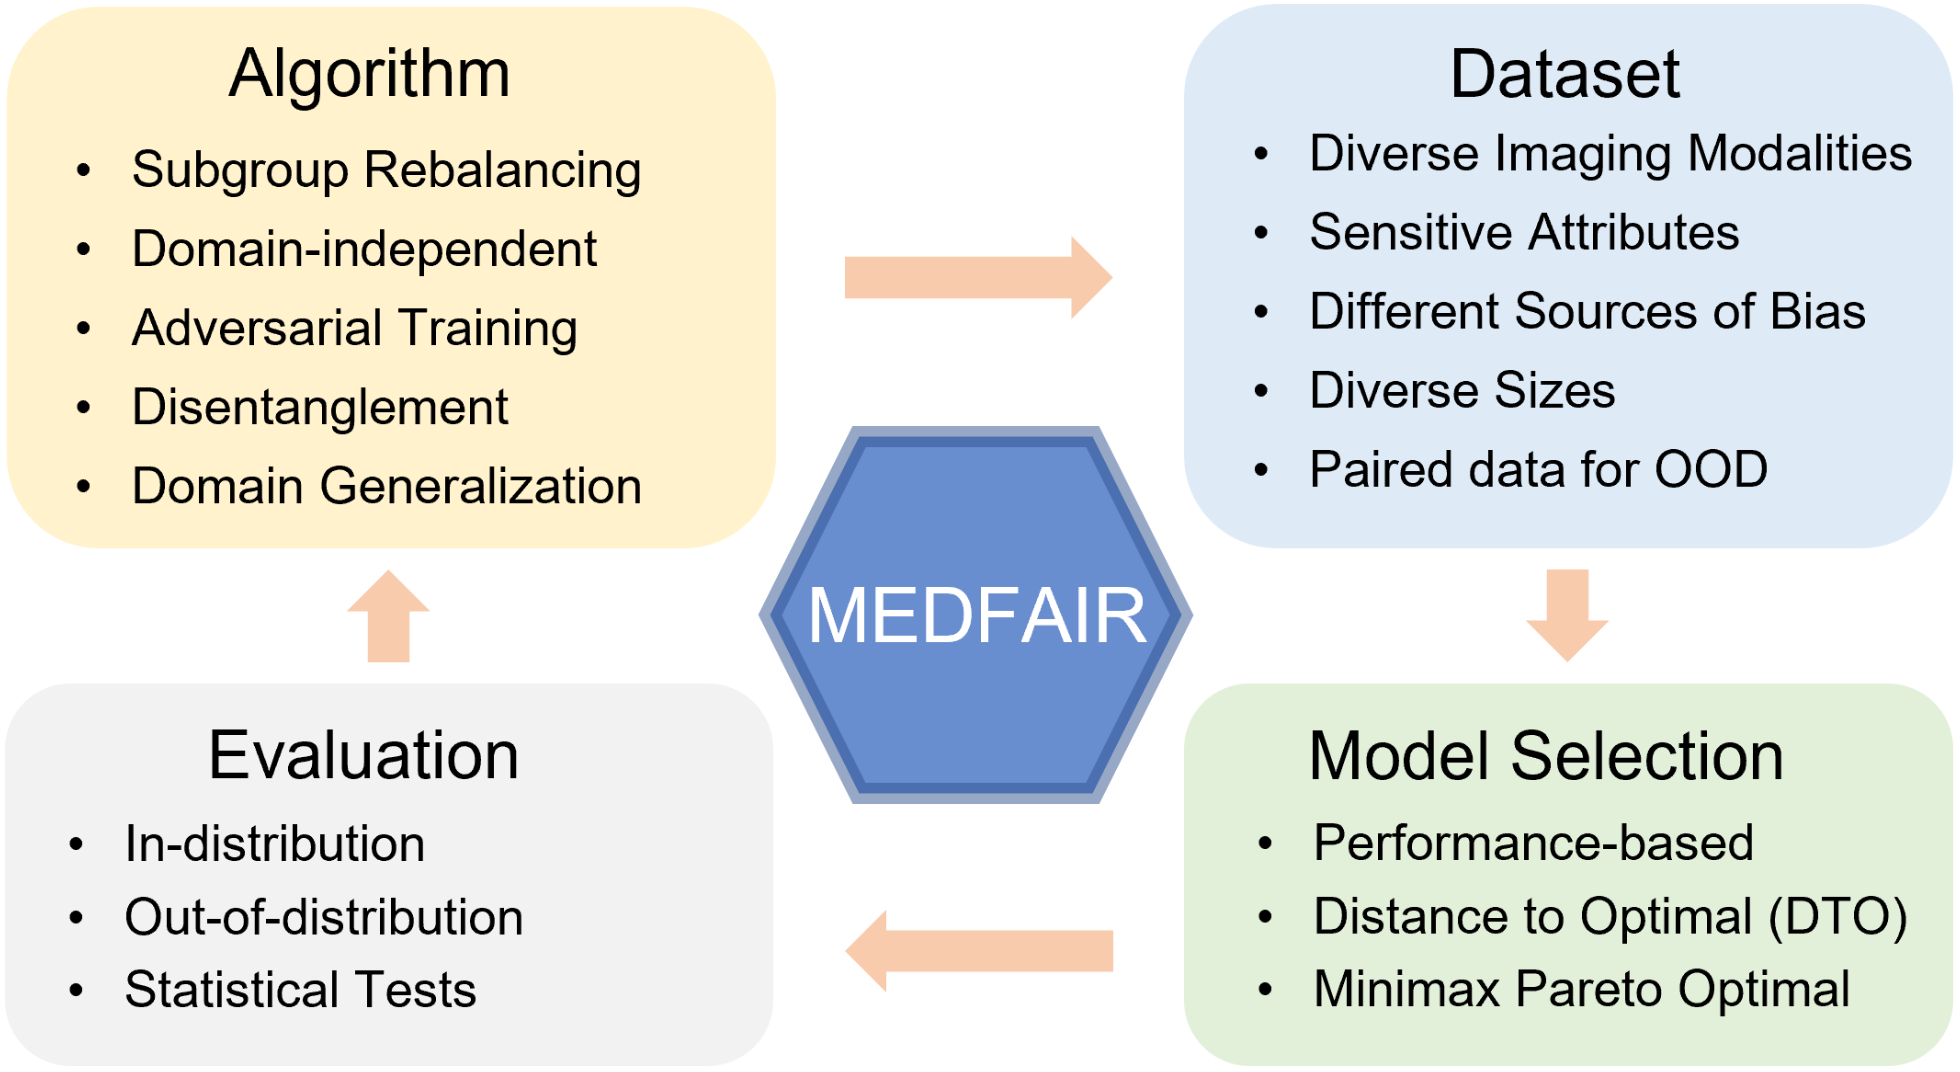 Algorithm
• Subgroup Rebalancing
• Domain-independent
• Adversarial Training
• Disentanglement
• Domain Generalization
Dataset
• Diverse Imaging Modalities
• Sensitive Attributes
• Different Sources of Bias
• Diverse Sizes
• Paired data for OOD
MEDFAIR
Evaluation
• In-distribution
• Out-of-distribution
• Statistical Tests
Model Selection
• Performance-based
• Distance to Optimal (DTO)
• Minimax Pareto Optimal